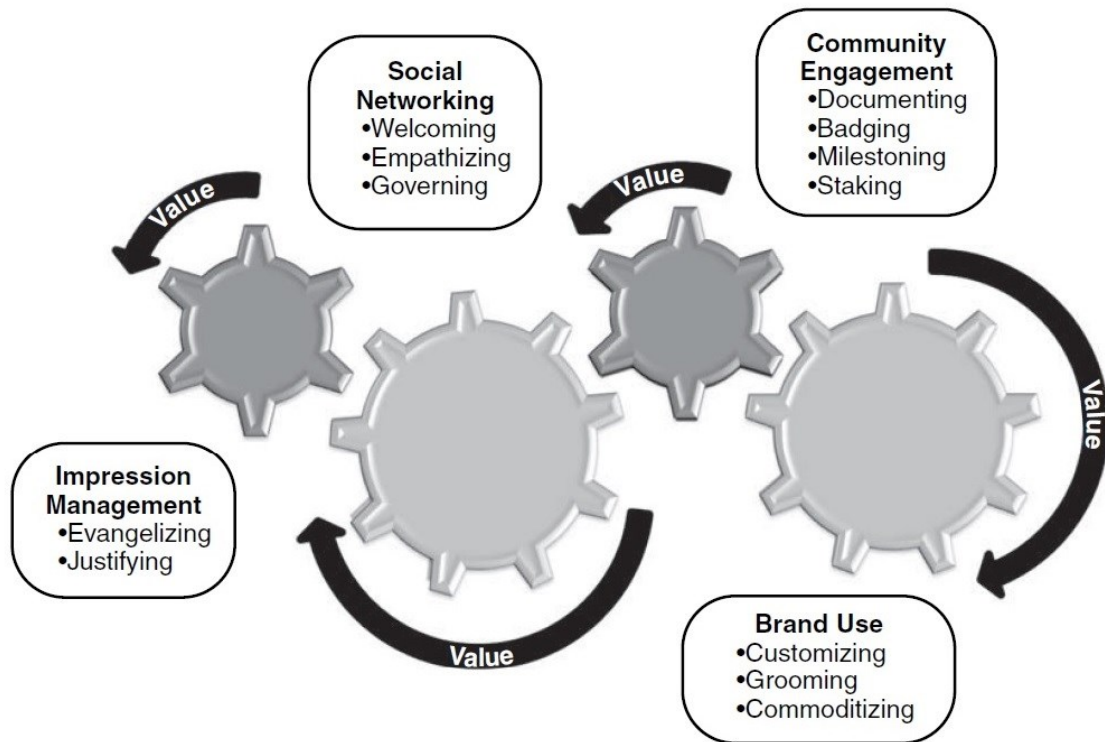 Social
Networking
•Welcoming
•Empathizing
•Governing
Community
Engagement
•Documenting
•Badging
•Milestoning
•Staking
Value
Value
Value
Impression
Management
•Evangelizing
•Justifying
Value
Brand Use
•Customizing
•Grooming
•Commoditizing